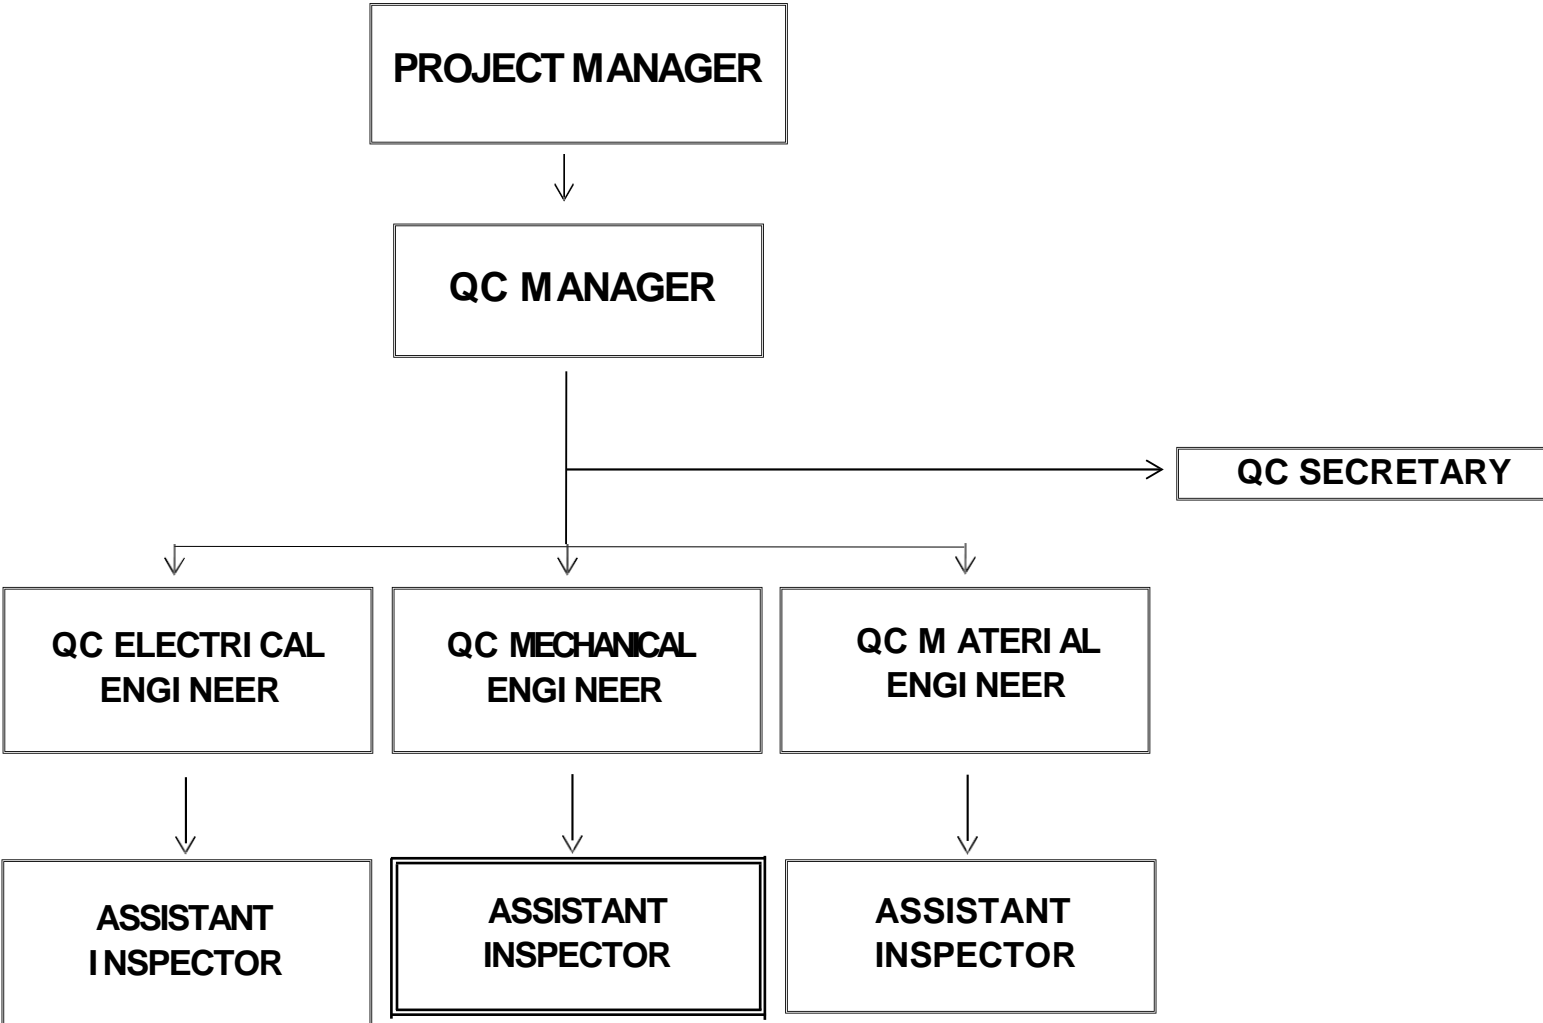 PROJECT MANAGER
QC MANAGER
QC SECRETARY
QC ELECTRICAL
ENGINEER
QC MECHANICAL
ENGINEER
QC MATERIAL
ENGINEER
ASSISTANT
INSPECTOR
ASSISTANT
INSPECTOR
ASSISTANT
INSPECTOR